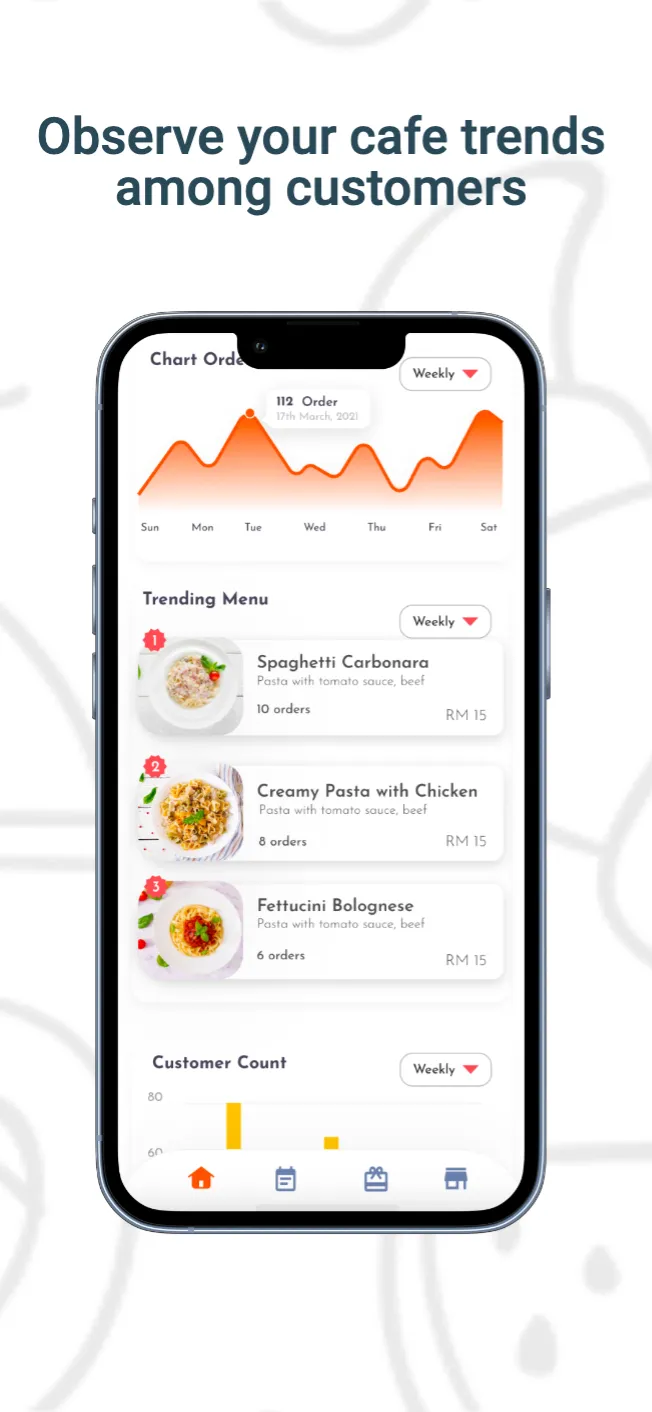 Observe your cafe trends
among customers
Chart Orde
Weekly
112 Order
17th March, 2021
Sun Mon Tue Wed Thu Fri Sat
Trending Menu
Weekly
1
Spaghetti Carbonara
Pasta with tomato sauce, beef
10 orders
RM 15
2
Creamy Pasta with Chicken
Pasta with tomato sauce, beef
8 orders
RM 15
3
Fettucini Bolognese
Pasta with tomato sauce, beef
6 orders
RM 15
Customer Count
Weekly
80
60